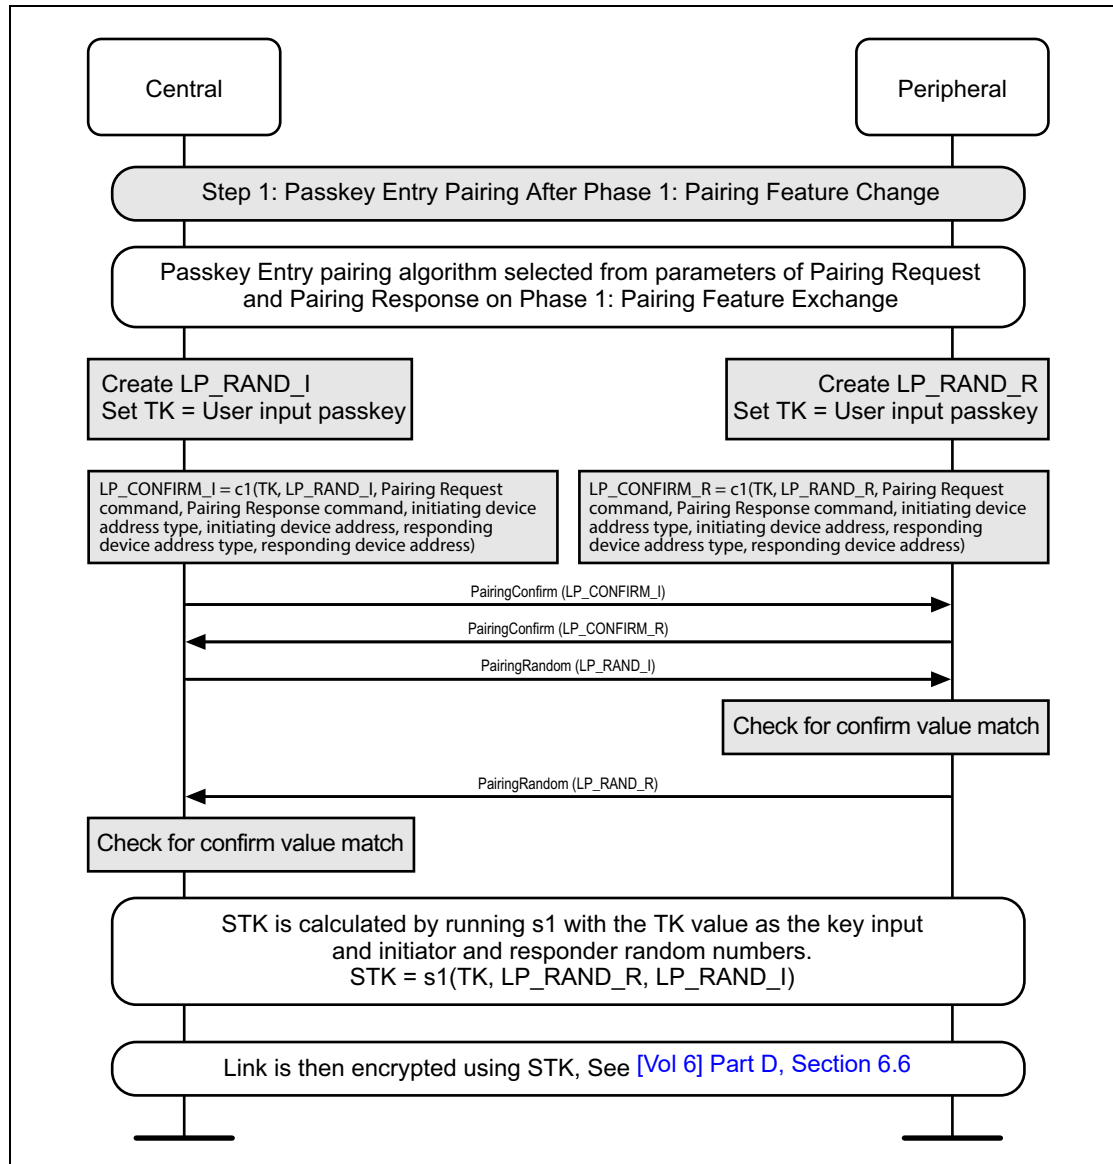 Central
Peripheral
Step 1: Passkey Entry Pairing After Phase 1: Pairing Feature Change
Passkey Entry pairing algorithm selected from parameters of Pairing Request
and Pairing Response on Phase 1: Pairing Feature Exchange
Create LP_RAND_I
Set TK = User input passkey
Create LP_RAND_R
Set TK = User input passkey
LP_CONFIRM_I = c1(TK, LP_RAND_I, Pairing Request
command, Pairing Response command, initiating device
address type, initiating device address, responding
device address type, responding device address)
LP_CONFIRM_R = c1(TK, LP_RAND_R, Pairing Request
command, Pairing Response command, initiating device
address type, initiating device address, responding
device address type, responding device address)
PairingConfirm (LP_CONFIRM_I)
PairingConfirm (LP_CONFIRM_R)
PairingRandom (LP_RAND_I)
Check for confirm value match
PairingRandom (LP_RAND_R)
Check for confirm value match
STK is calculated by running s1 with the TK value as the key input
and initiator and responder random numbers.
STK = s1(TK, LP_RAND_R, LP_RAND_I)
Link is then encrypted using STK, See [Vol 6] Part D, Section 6.6